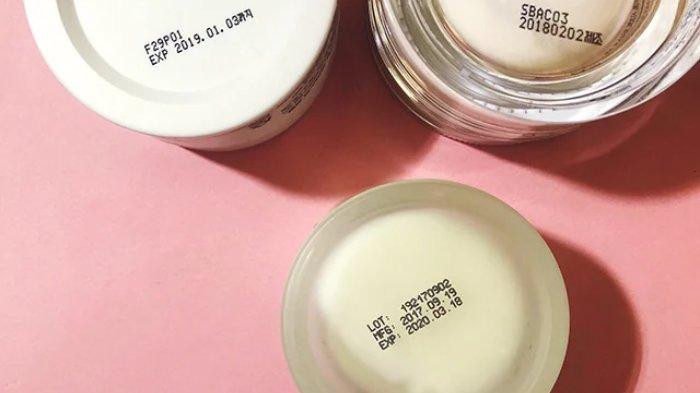 F29P01
EXP 2019.01.03까지
SBAC03
20180202제조
LOT: 192170902
MFG: 2017.09.19
EXP: 2020.03.18